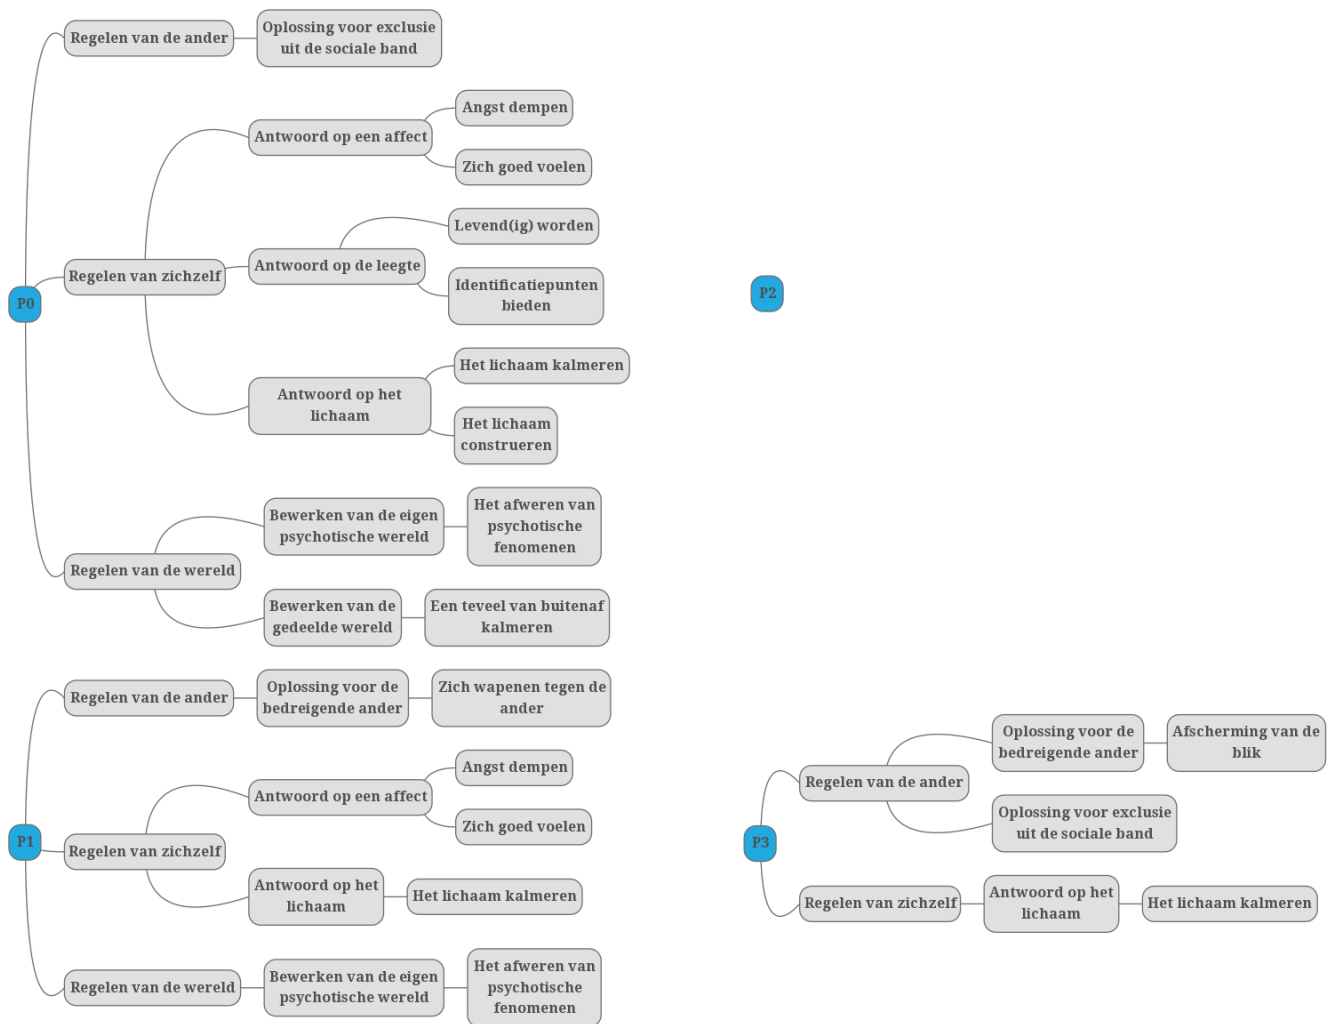 P0
Regelen van de ander
Oplossing voor exclusie
uit de sociale band
Regelen van zichzelf
Antwoord op een affect
Angst dempen
Zich goed voelen
Antwoord op de leegte
Levend(ig) worden
Identificatiepunten
bieden
Antwoord op het
lichaam
Het lichaam kalmeren
Het lichaam
construeren
Regelen van de wereld
Bewerken van de eigen
psychotische wereld
Het afweren van
psychotische
fenomenen
Bewerken van de
gedeelde wereld
Een teveel van buitenaf
kalmeren
P1
Regelen van de ander
Oplossing voor de
bedreigende ander
Zich wapenen tegen de
ander
Regelen van zichzelf
Antwoord op een affect
Angst dempen
Zich goed voelen
Antwoord op het
lichaam
Het lichaam kalmeren
Regelen van de wereld
Bewerken van de eigen
psychotische wereld
Het afweren van
psychotische
fenomenen
P2
P3
Regelen van de ander
Oplossing voor de
bedreigende ander
Afscherming van de
blik
Oplossing voor exclusie
uit de sociale band
Regelen van zichzelf
Antwoord op het
lichaam
Het lichaam kalmeren